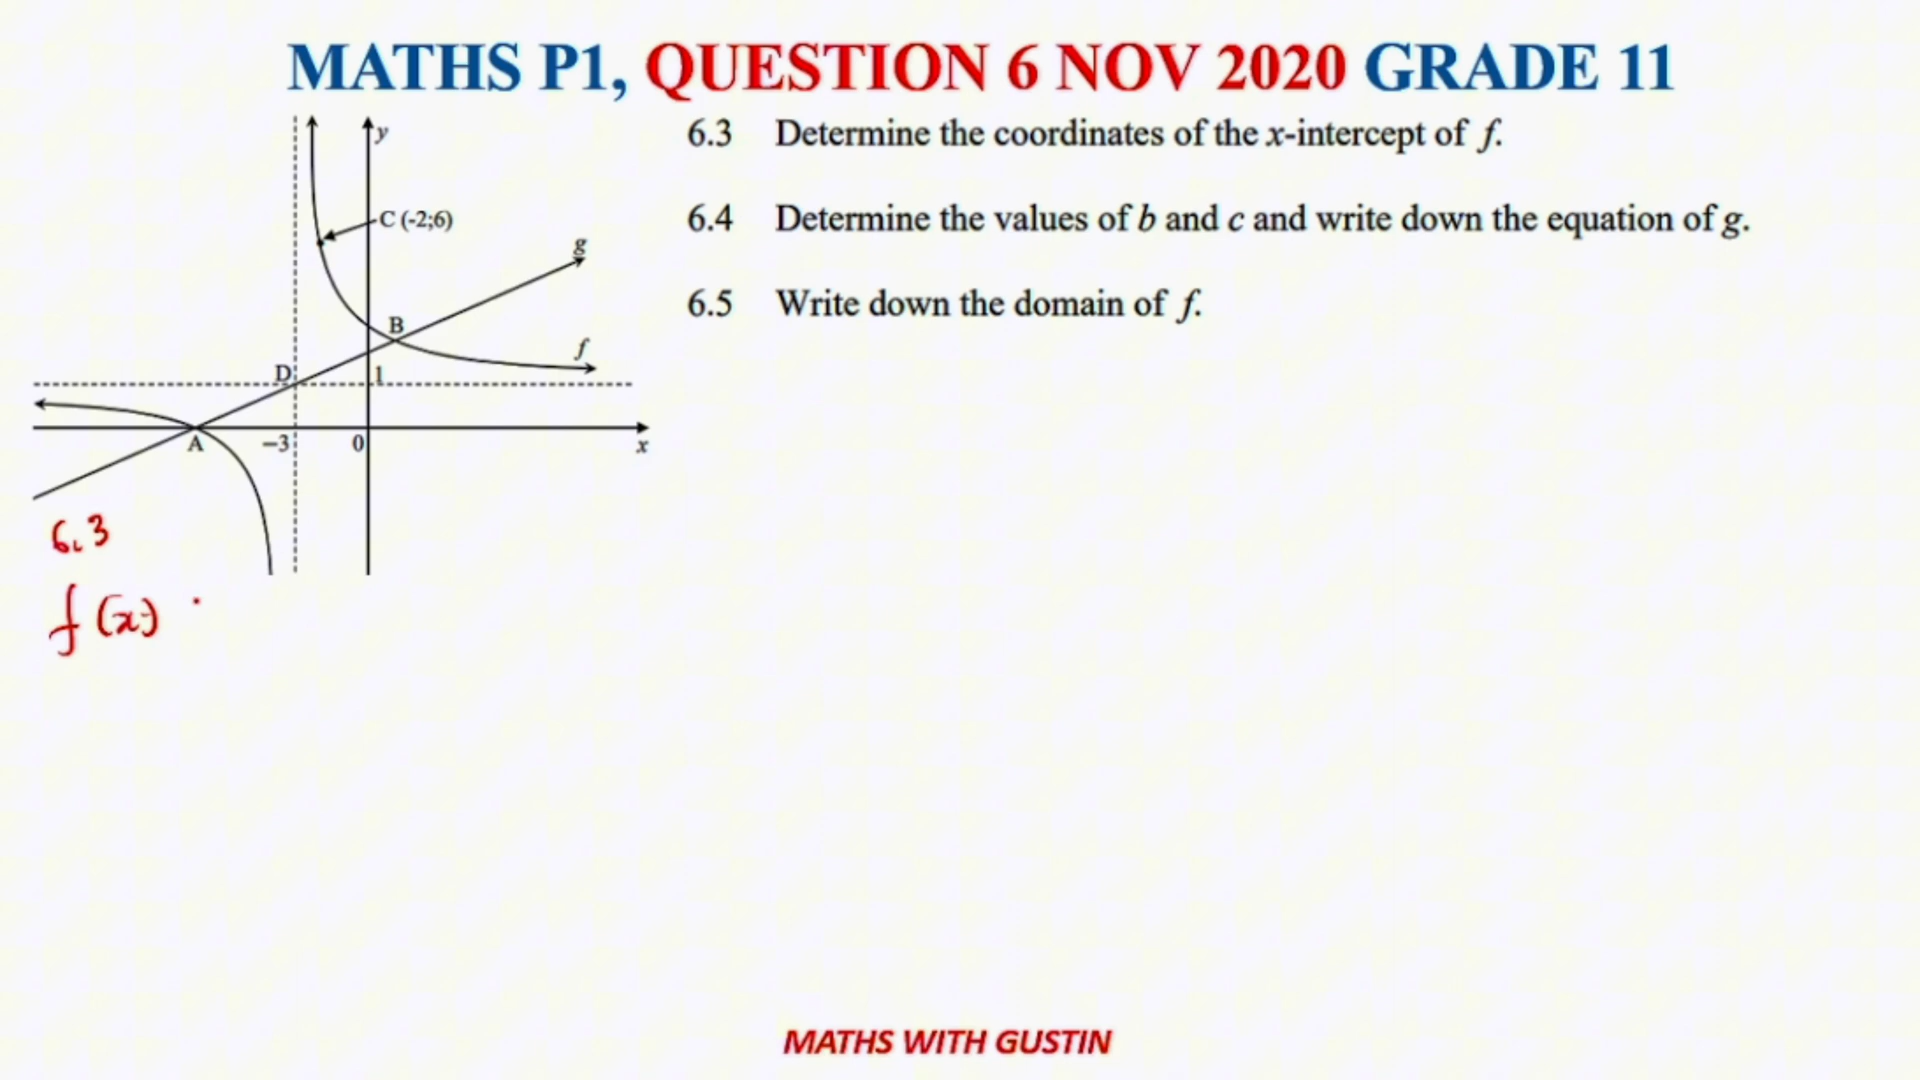 MATHS P1, QUESTION 6 NOV 2020 GRADE 11
y
C (-2;6)
g
B
f
D
1
A
−3
0
x
6.3 Determine the coordinates of the x-intercept of f.
6.4 Determine the values of b and c and write down the equation of g.
6.5 Write down the domain of f.
6.3
f(x)
MATHS WITH GUSTIN